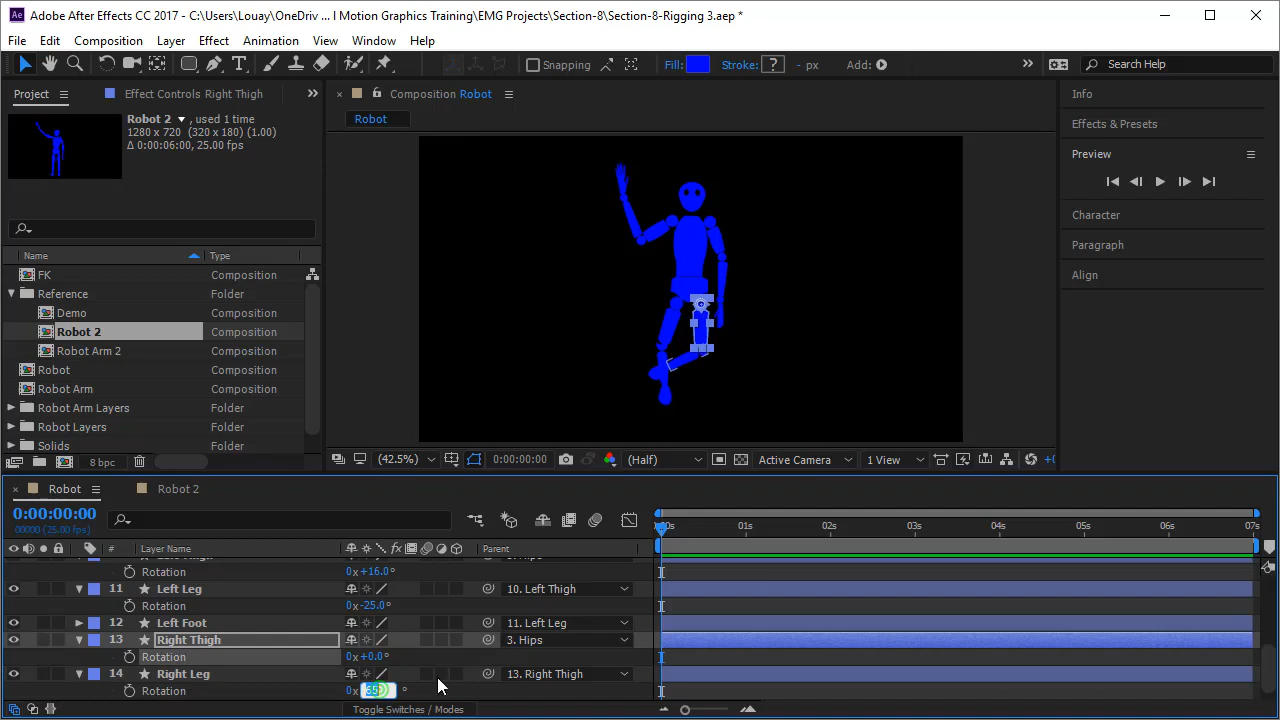 Adobe After Effects CC 2017 - C:\Users\Louay\OneDriv ... l Motion Graphics Training\EMG Projects\Section-8\Section-8-Rigging 3.aep *
File Edit Composition Layer Effect Animation View Window Help
Snapping Fill: Stroke: ? - px Add: Search Help
Project Effect Controls Right Thigh Composition Robot Info
Robot
Robot 2 , used 1 time
1280 x 720 (320 x 180) (1.00)
Δ 0:00:06:00, 25.00 fps
Effects & Presets
Preview
Character
Paragraph
Align
Name Type
FK Composition
Reference Folder
Demo Composition
Robot 2 Composition
Robot Arm 2 Composition
Robot Composition
Robot Arm Composition
Robot Arm Layers Folder
Robot Layers Folder
Solids Folder
8 bpc (42.5%) 0:00:00:00 (Half) Active Camera 1 View +0
Robot Robot 2
0:00:00:00
00000 (25.00 fps)
01s 02s 03s 04s 05s 06s 07s
# Layer Name fx Parent
Rotation 0x+16.0°
11 Left Leg 10. Left Thigh
Rotation 0x-25.0°
12 Left Foot 11. Left Leg
13 Right Thigh 3. Hips
Rotation 0x+0.0°
14 Right Leg 13. Right Thigh
Rotation 0x °
Toggle Switches / Modes